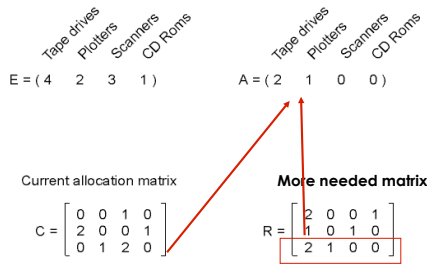 Tape drives
Plotters
Scanners
CD Roms
Tape drives
Plotters
Scanners
CD Roms
E = ( 4 2 3 1 )
A = ( 2 1 0 0 )
Current allocation matrix
More needed matrix
0 0 1 0
C = 2 0 0 1
0 1 2 0
2 0 0 1
R = 1 0 1 0
2 1 0 0